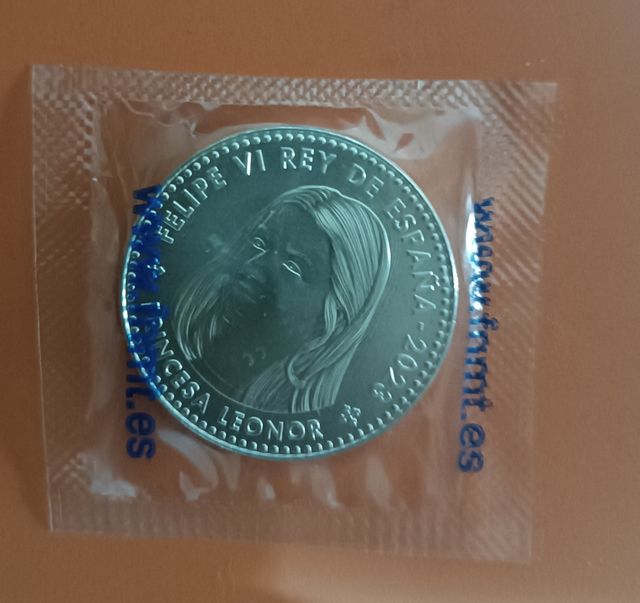 FELIPE VI REY DE ESPAÑA - 2023
PRINCESA LEONOR
www.fnmt.es
www.fnmt.es